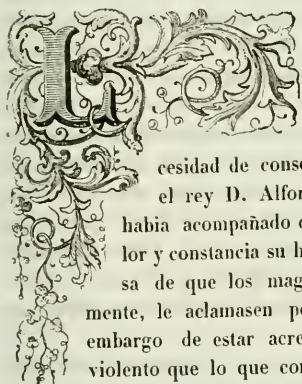 L
cesidad de conse
el rey D. Alfon
habia acompañado
lor y constancia su h
sa de que los mag
mente, le aclamasen
embargo de estar acre
violento que lo que